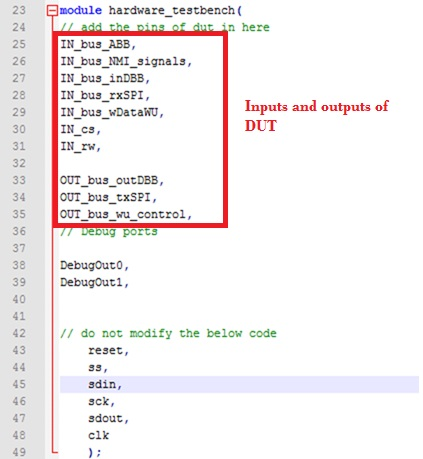 23 module hardware_testbench(
24 // add the pins of dut in here
25 IN_bus_ABB,
26 IN_bus_NMI_signals,
27 IN_bus_inDBB,
28 IN_bus_rxSPI,
29 IN_bus_wDataWU,
30 IN_cs,
31 IN_rw,
32
33 OUT_bus_outDBB,
34 OUT_bus_txSPI,
35 OUT_bus_wu_control,
Inputs and outputs of
DUT
36 // Debug ports
37
38 DebugOut0,
39 DebugOut1,
40
41
42 // do not modify the below code
43 reset,
44 ss,
45 sdin,
46 sck,
47 sdout,
48 clk
49 );